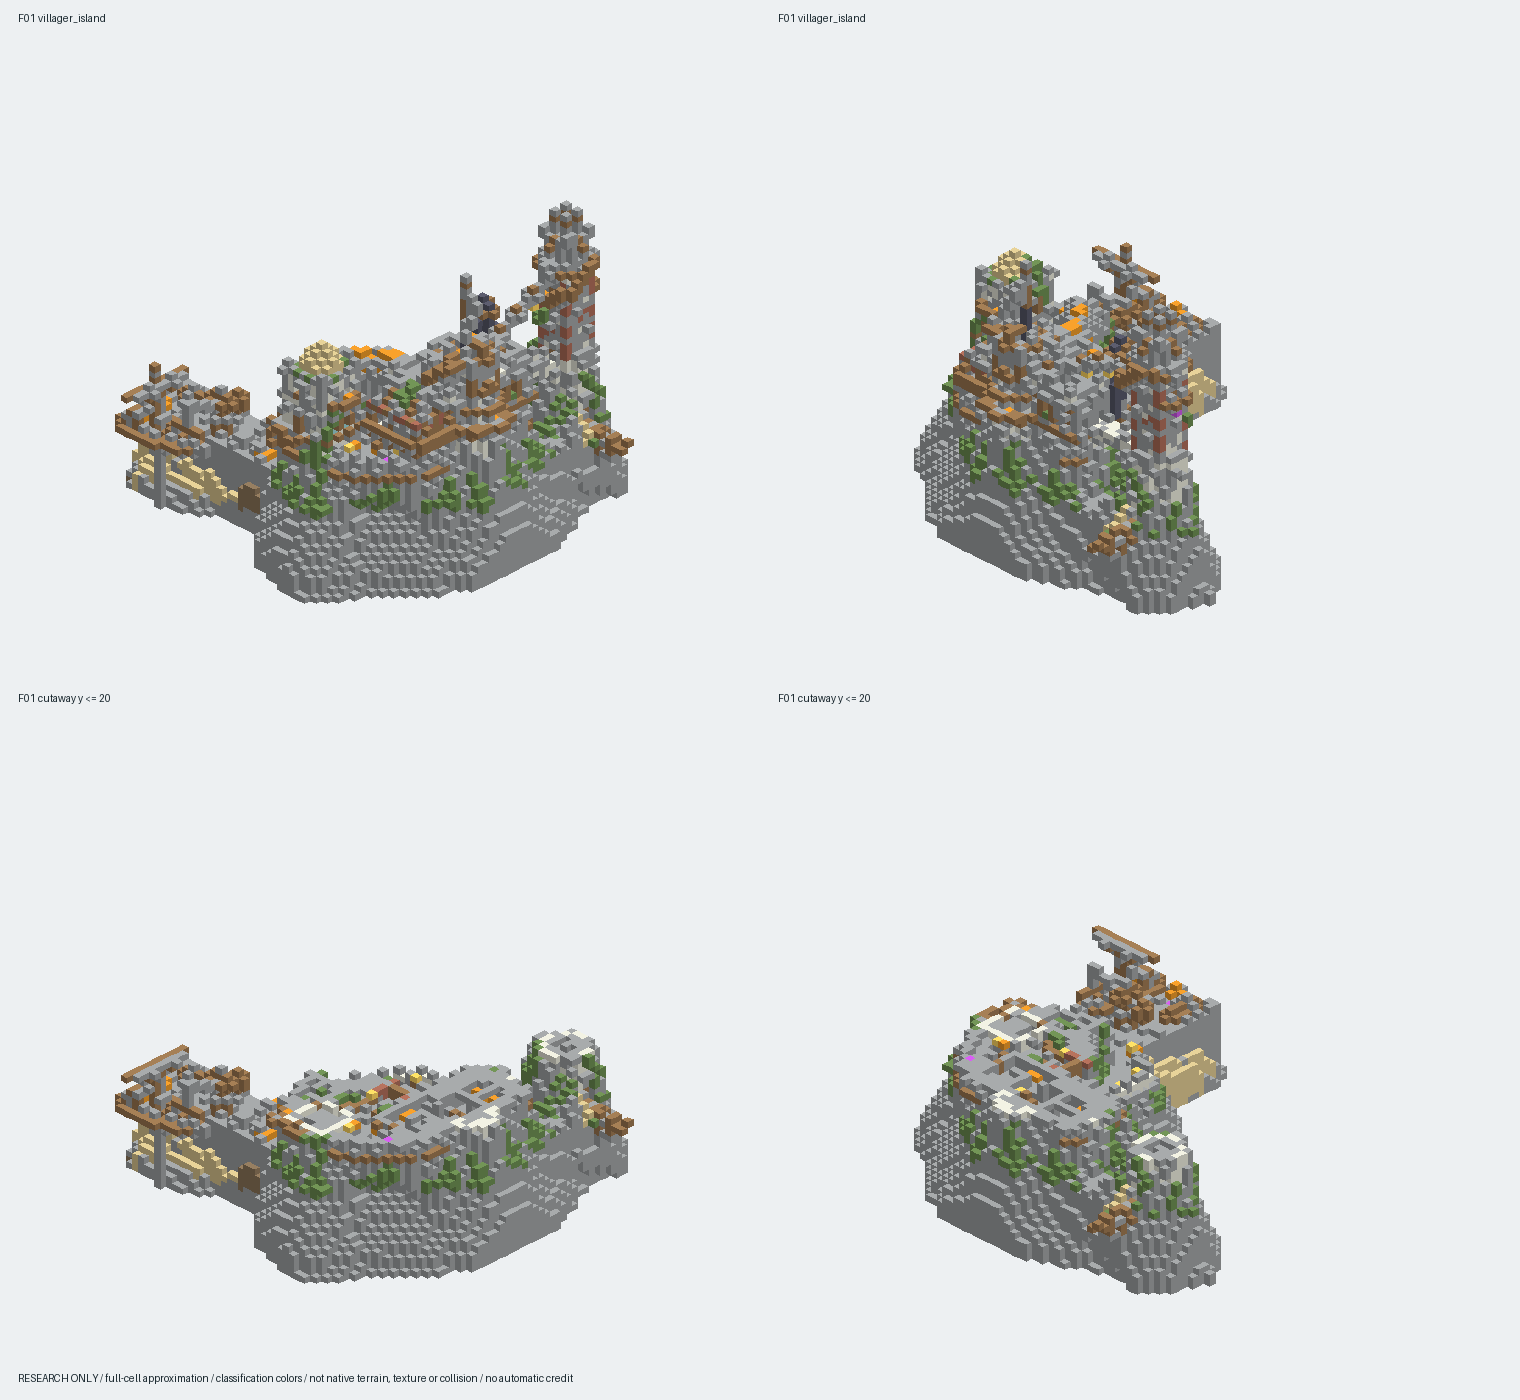 F01 villager_island
F01 villager_island
F01 cutaway y <= 20
F01 cutaway y <= 20
RESEARCH ONLY / full-cell approximation / classification colors / not native terrain, texture or collision / no automatic credit